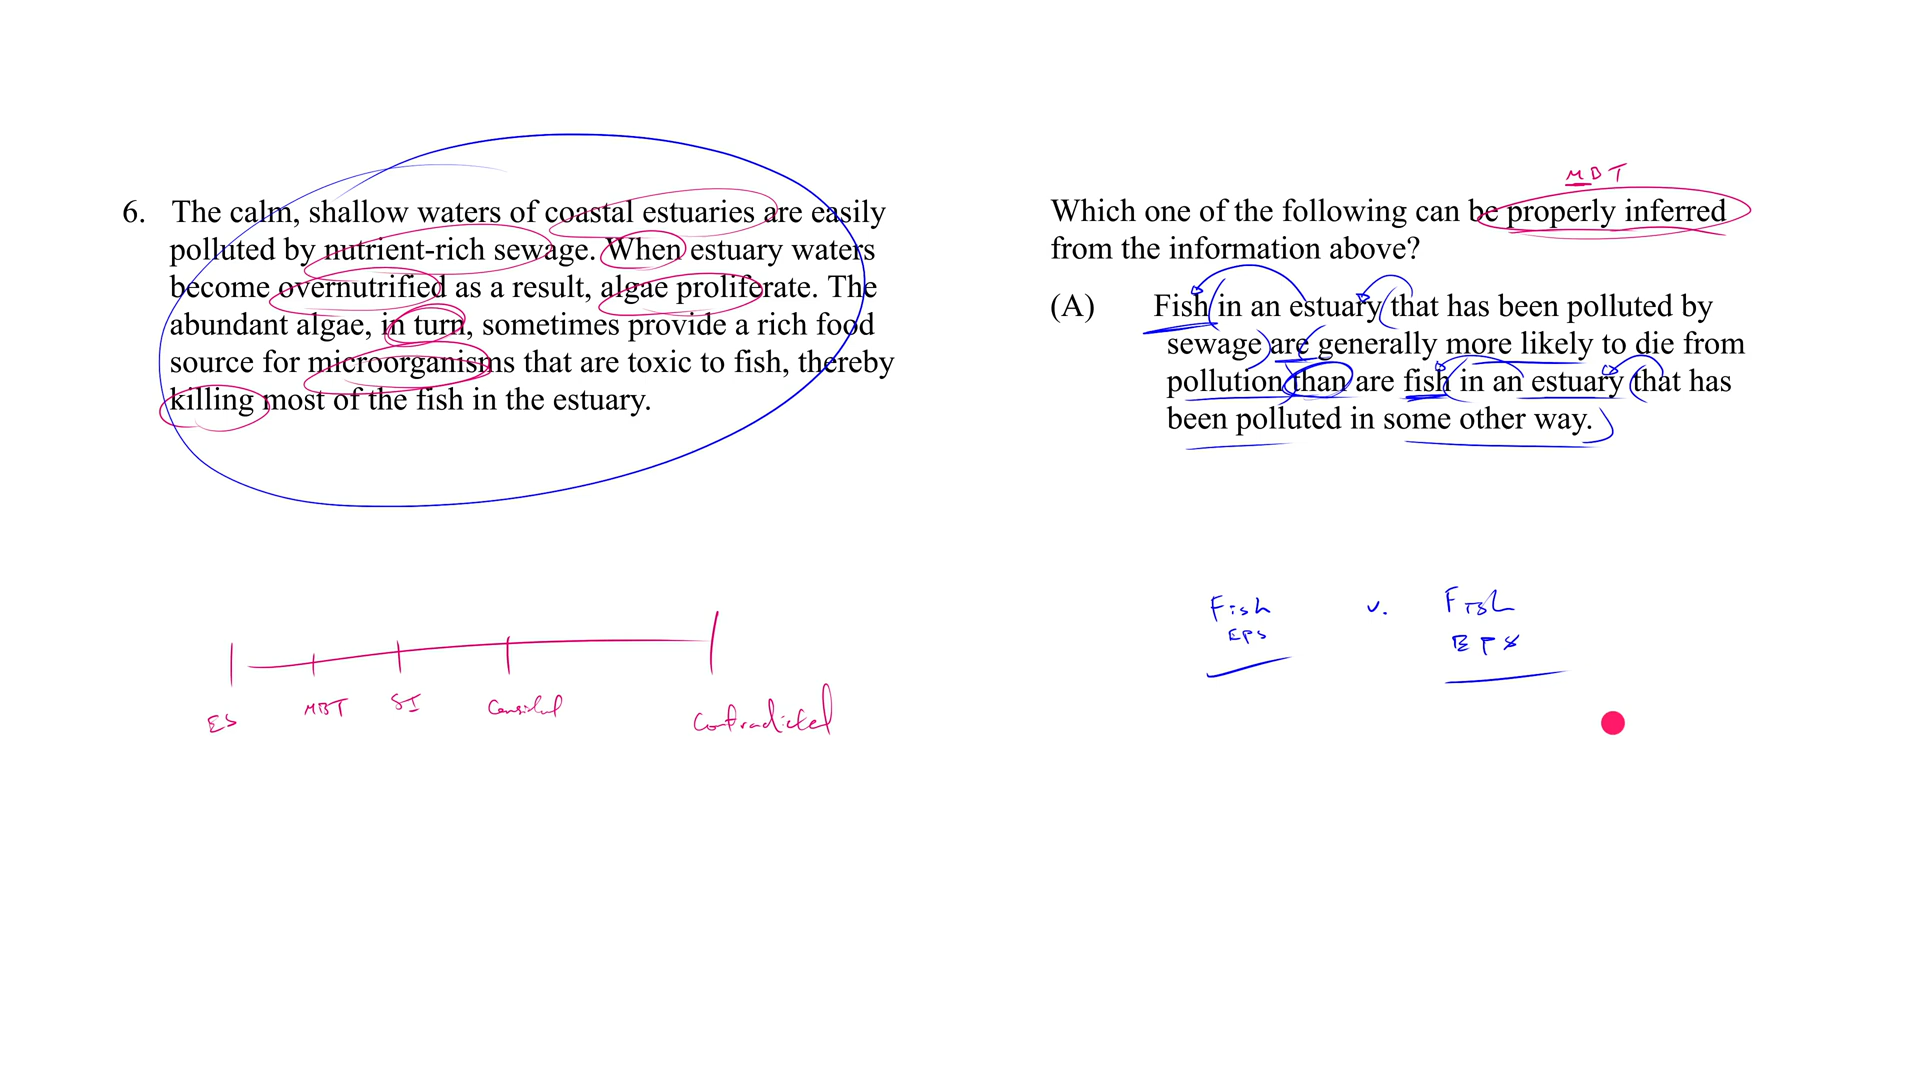 6. The calm, shallow waters of coastal estuaries are easily
polluted by nutrient-rich sewage. When estuary waters
become overnutrified as a result, algae proliferate. The
abundant algae, in turn, sometimes provide a rich food
source for microorganisms that are toxic to fish, thereby
killing most of the fish in the estuary.
ES
MBT
SI
Contradicted
MBT
Which one of the following can be properly inferred
from the information above?
(A) Fish in an estuary that has been polluted by
sewage are generally more likely to die from
pollution than are fish in an estuary that has
been polluted in some other way.
Fish v. Fish
EPS